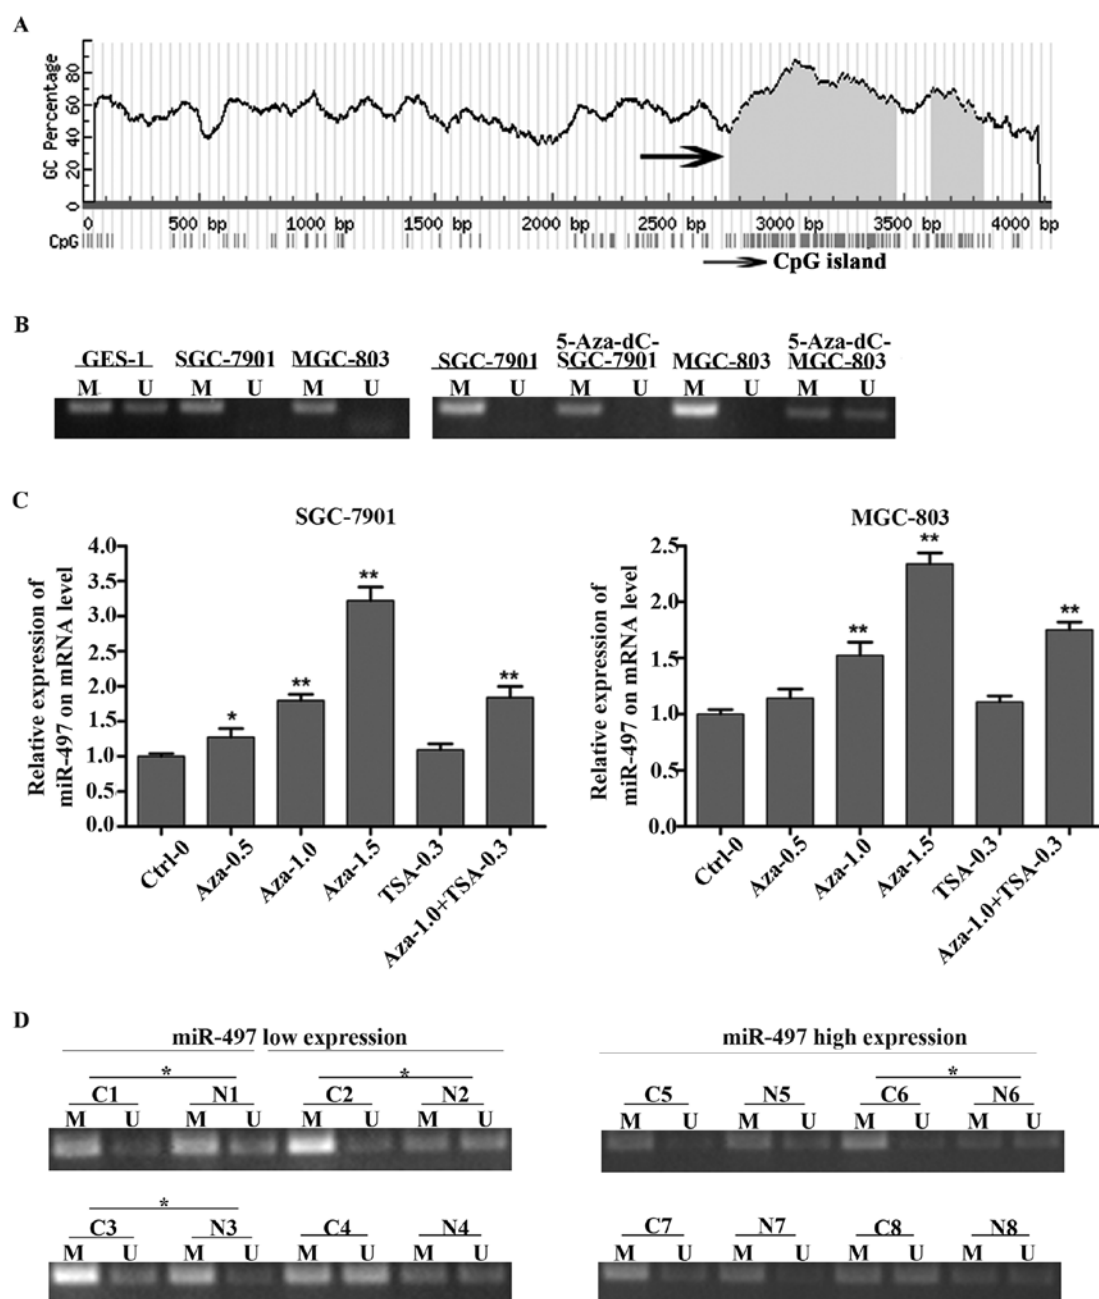 A
GC Percentage
80
60
40
20
0
0 500 bp 1000 bp 1500 bp 2000 bp 2500 bp 3000 bp 3500 bp 4000 bp
CpG
CpG island
B
GES-1 SGC-7901 MGC-803
M U M U M U
SGC-7901 5-Aza-dC-SGC-7901 MGC-803 5-Aza-dC-MGC-803
M U M U M U M U
C
SGC-7901
Relative expression of
miR-497 on mRNA level
4.0
3.5
3.0
2.5
2.0
1.5
1.0
0.5
0.0
* ** ** **
Ctrl-0 Aza-0.5 Aza-1.0 Aza-1.5 TSA-0.3 Aza-1.0+TSA-0.3
MGC-803
Relative expression of
miR-497 on mRNA level
2.5
2.0
1.5
1.0
0.5
0.0
** ** **
Ctrl-0 Aza-0.5 Aza-1.0 Aza-1.5 TSA-0.3 Aza-1.0+TSA-0.3
D
miR-497 low expression
* *
C1 N1 C2 N2
M U M U M U M U
*
C3 N3 C4 N4
M U M U M U M U
miR-497 high expression
*
C5 N5 C6 N6
M U M U M U M U
C7 N7 C8 N8
M U M U M U M U